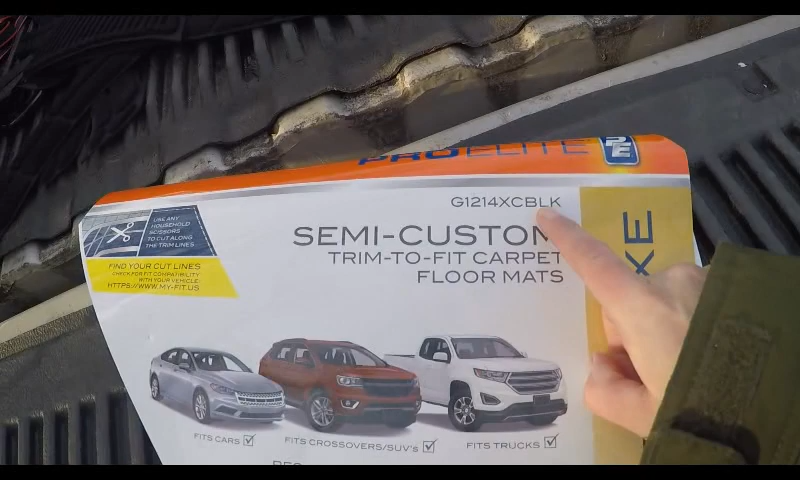 PROELITE
PE
G1214XCBLK
SEMI-CUSTOM
TRIM-TO-FIT CARPET
FLOOR MATS
USE ANY
HOUSEHOLD
SCISSORS
TO CUT ALONG
THE TRIM LINES
FIND YOUR CUT LINES
CHECK FOR FIT COMPATIBILITY
WITH YOUR VEHICLE:
HTTPS://WWW.MY-FIT.US
FITS CARS
FITS CROSSOVERS/SUV's
FITS TRUCKS